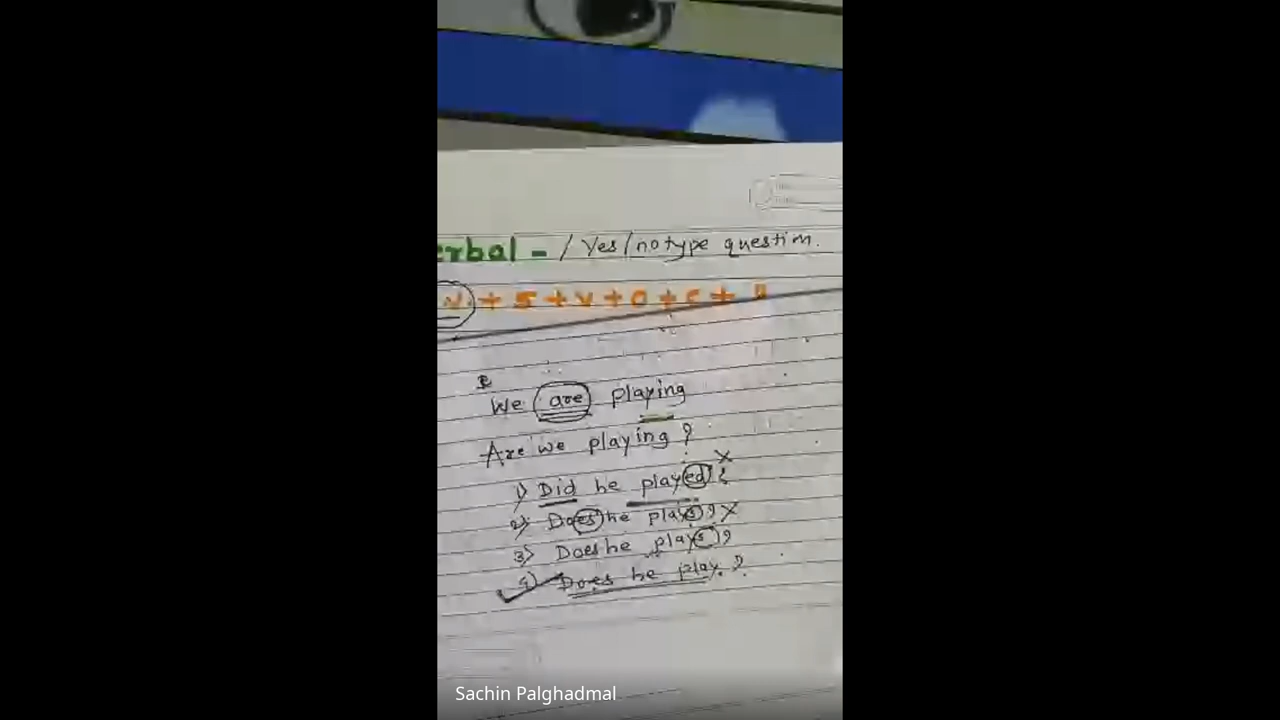 erbal - / Yes/no type question.
V + S + V + O + C + ?
We are playing
Are we playing ?
1) Did he played ? X
2) Does he plays ? X
3) Does he plays ?
4) Does he play. ?
Sachin Palghadmal